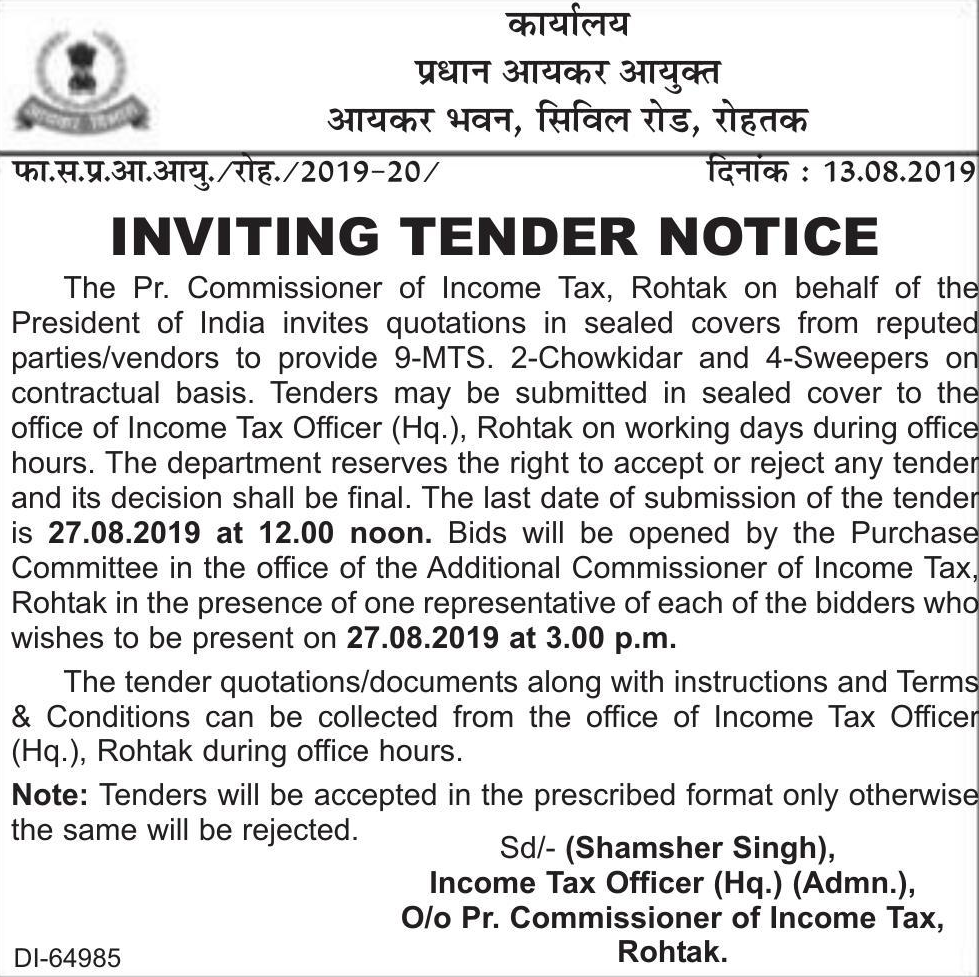 कार्यालय
प्रधान आयकर आयुक्त
आयकर भवन, सिविल रोड, रोहतक
आयकर विभाग
फा.स.प्र.आ.आयु./रोह./2019-20/ दिनांक : 13.08.2019
INVITING TENDER NOTICE
The Pr. Commissioner of Income Tax, Rohtak on behalf of the
President of India invites quotations in sealed covers from reputed
parties/vendors to provide 9-MTS. 2-Chowkidar and 4-Sweepers on
contractual basis. Tenders may be submitted in sealed cover to the
office of Income Tax Officer (Hq.), Rohtak on working days during office
hours. The department reserves the right to accept or reject any tender
and its decision shall be final. The last date of submission of the tender
is 27.08.2019 at 12.00 noon. Bids will be opened by the Purchase
Committee in the office of the Additional Commissioner of Income Tax,
Rohtak in the presence of one representative of each of the bidders who
wishes to be present on 27.08.2019 at 3.00 p.m.
The tender quotations/documents along with instructions and Terms
& Conditions can be collected from the office of Income Tax Officer
(Hq.), Rohtak during office hours.
Note: Tenders will be accepted in the prescribed format only otherwise
the same will be rejected.
Sd/- (Shamsher Singh),
Income Tax Officer (Hq.) (Admn.),
O/o Pr. Commissioner of Income Tax,
Rohtak.
DI-64985